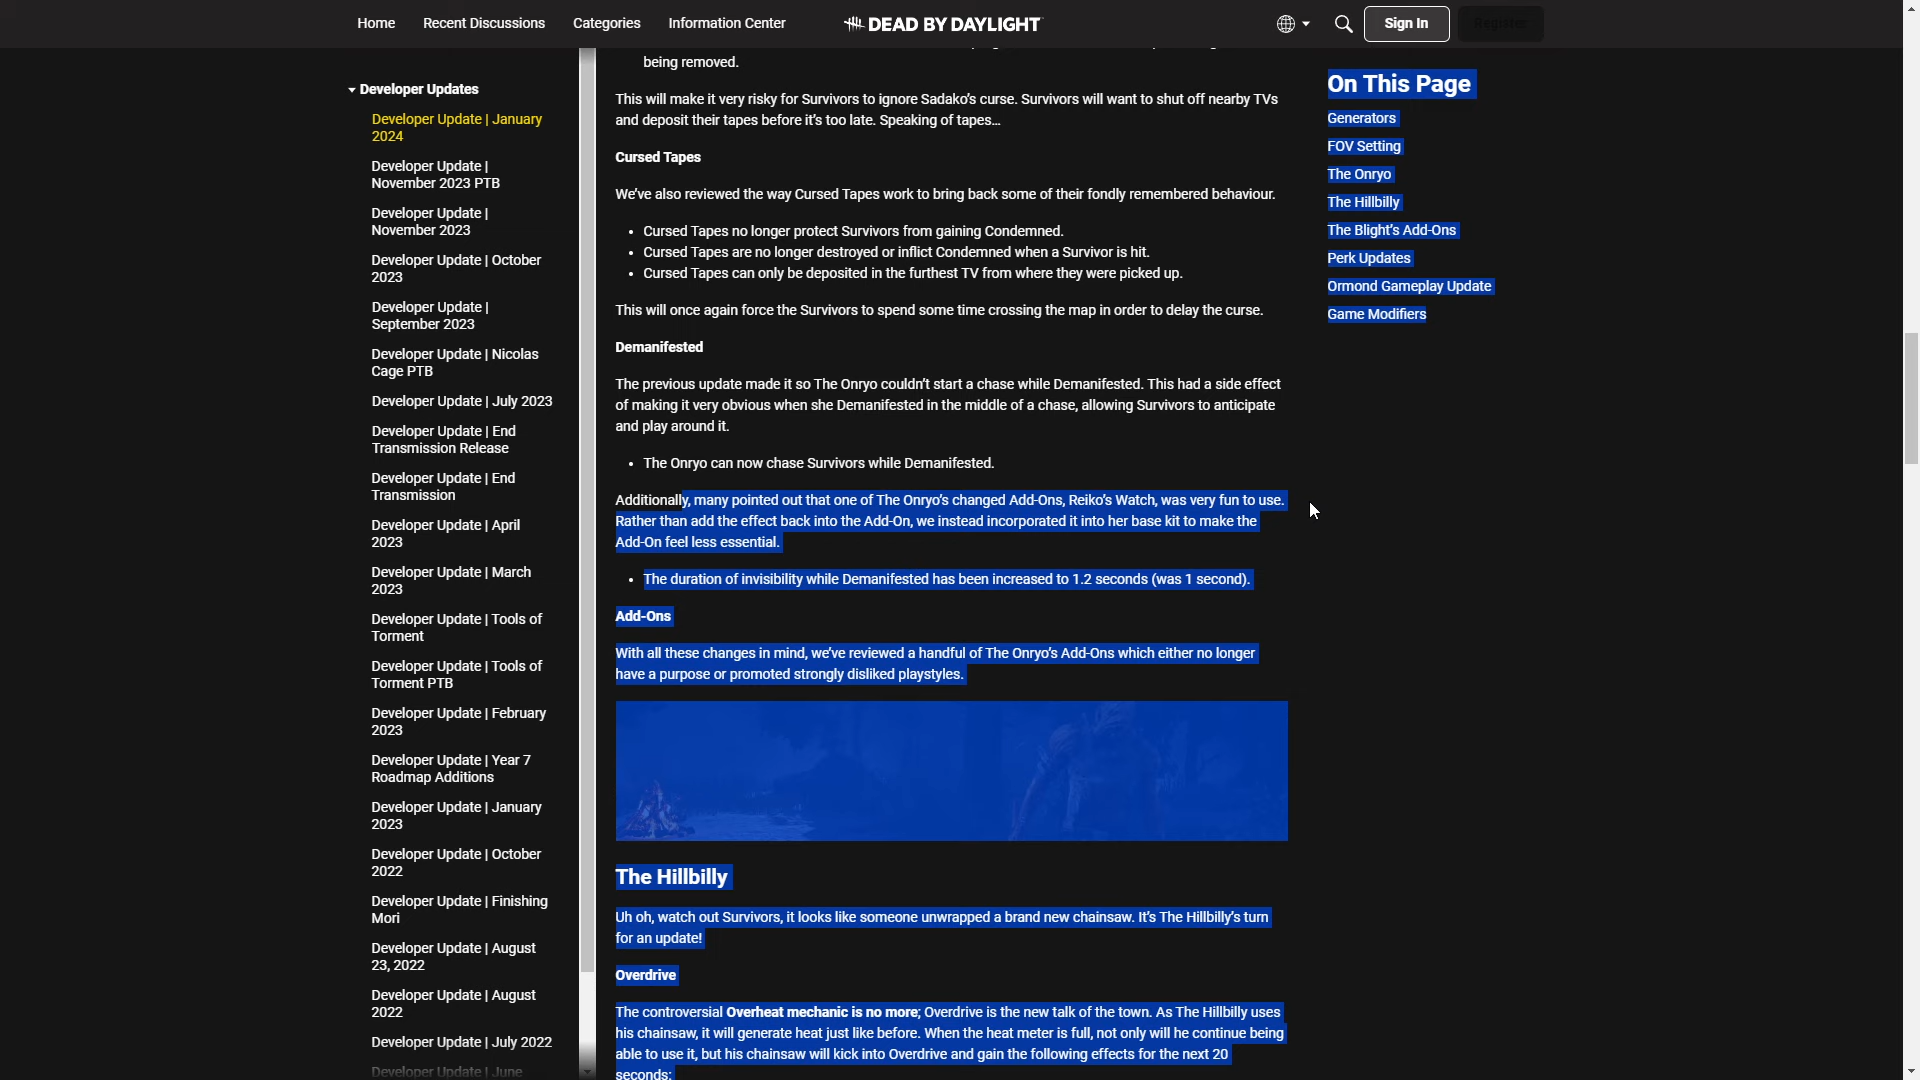 Home
Recent Discussions
Categories
Information Center
DEAD BY DAYLIGHT
Sign In
Register
Developer Updates
Developer Update | January
2024
Developer Update |
November 2023 PTB
Developer Update |
November 2023
Developer Update | October
2023
Developer Update |
September 2023
Developer Update | Nicolas
Cage PTB
Developer Update | July 2023
Developer Update | End
Transmission Release
Developer Update | End
Transmission
Developer Update | April
2023
Developer Update | March
2023
Developer Update | Tools of
Torment
Developer Update | Tools of
Torment PTB
Developer Update | February
2023
Developer Update | Year 7
Roadmap Additions
Developer Update | January
2023
Developer Update | October
2022
Developer Update | Finishing
Mori
Developer Update | August
23, 2022
Developer Update | August
2022
Developer Update | July 2022
Developer Update | June
being removed.
This will make it very risky for Survivors to ignore Sadako's curse. Survivors will want to shut off nearby TVs
and deposit their tapes before it's too late. Speaking of tapes…
Cursed Tapes
We've also reviewed the way Cursed Tapes work to bring back some of their fondly remembered behaviour.
• Cursed Tapes no longer protect Survivors from gaining Condemned.
• Cursed Tapes are no longer destroyed or inflict Condemned when a Survivor is hit.
• Cursed Tapes can only be deposited in the furthest TV from where they were picked up.
This will once again force the Survivors to spend some time crossing the map in order to delay the curse.
Demanifested
The previous update made it so The Onryo couldn't start a chase while Demanifested. This had a side effect
of making it very obvious when she Demanifested in the middle of a chase, allowing Survivors to anticipate
and play around it.
• The Onryo can now chase Survivors while Demanifested.
Additionally, many pointed out that one of The Onryo's changed Add-Ons, Reiko's Watch, was very fun to use.
Rather than add the effect back into the Add-On, we instead incorporated it into her base kit to make the
Add-On feel less essential.
• The duration of invisibility while Demanifested has been increased to 1.2 seconds (was 1 second).
Add-Ons
With all these changes in mind, we've reviewed a handful of The Onryo's Add-Ons which either no longer
have a purpose or promoted strongly disliked playstyles.
The Hillbilly
Uh oh, watch out Survivors, it looks like someone unwrapped a brand new chainsaw. It's The Hillbilly's turn
for an update!
Overdrive
The controversial Overheat mechanic is no more; Overdrive is the new talk of the town. As The Hillbilly uses
his chainsaw, it will generate heat just like before. When the heat meter is full, not only will he continue being
able to use it, but his chainsaw will kick into Overdrive and gain the following effects for the next 20
seconds:
On This Page
Generators
FOV Setting
The Onryo
The Hillbilly
The Blight's Add-Ons
Perk Updates
Ormond Gameplay Update
Game Modifiers